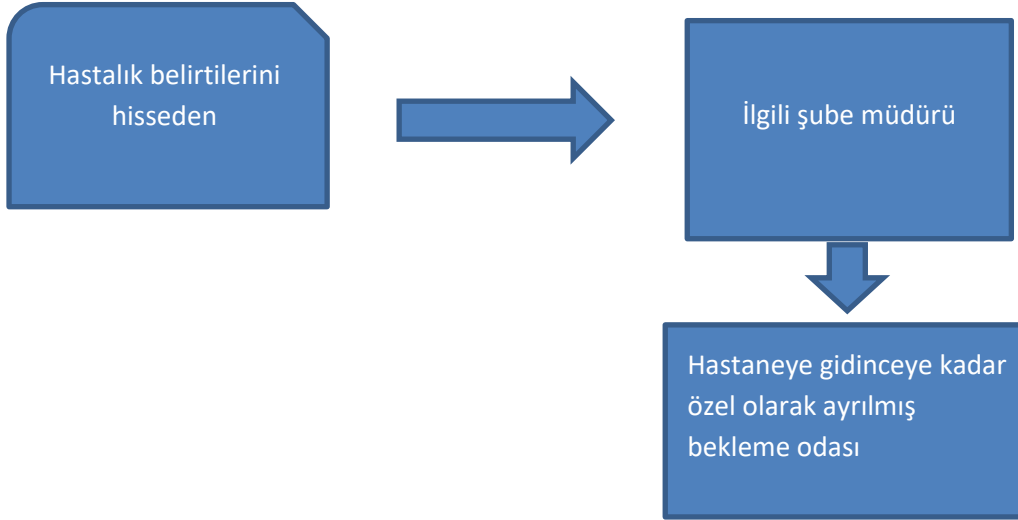 Hastalık belirtilerini
hisseden
İlgili şube müdürü
Hastaneye gidinceye kadar
özel olarak ayrılmış
bekleme odası